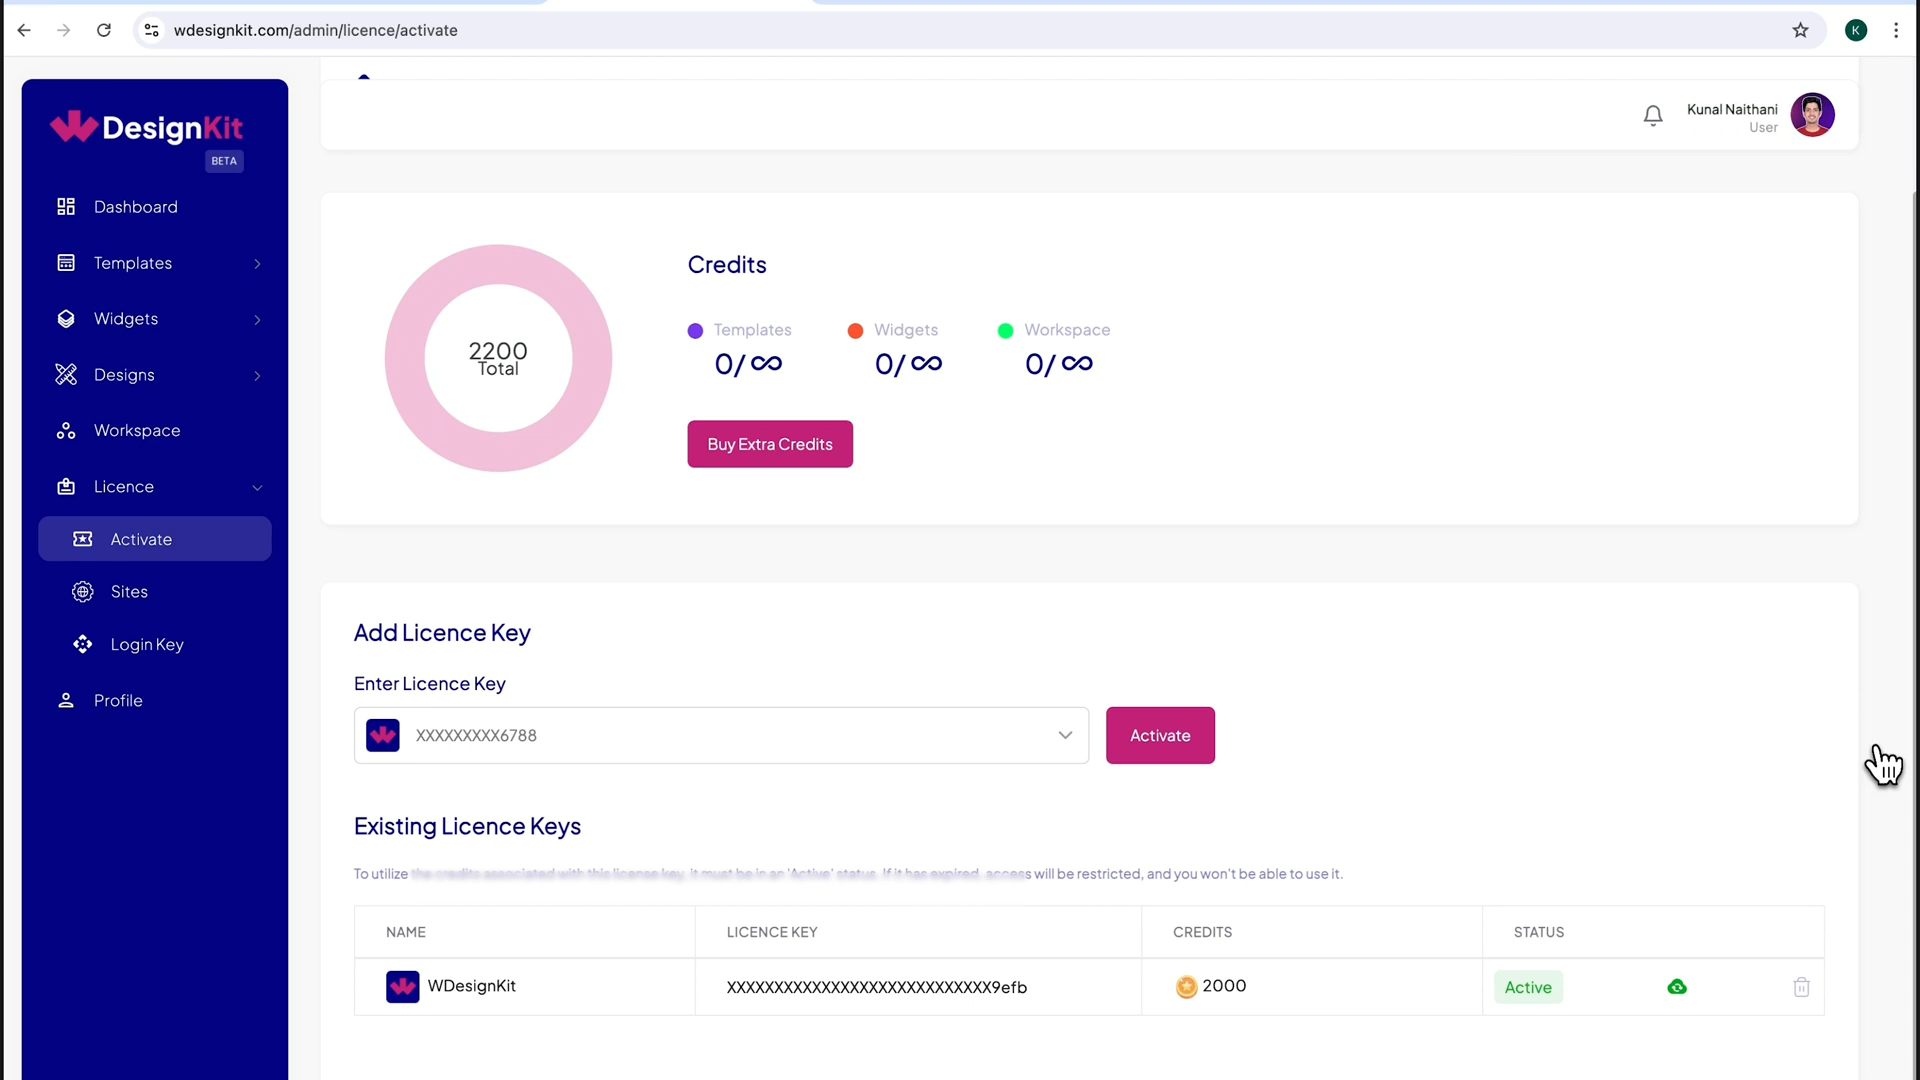 wdesignkit.com/admin/licence/activate
K
DesignKit
BETA
Kunal Naithani
User
Dashboard
Templates
Widgets
Designs
Workspace
Licence
Activate
Sites
Login Key
Profile
2200
Total
Credits
Templates
Widgets
Workspace
0/∞
0/∞
0/∞
Buy Extra Credits
Add Licence Key
Enter Licence Key
XXXXXXXXX6788
Activate
Existing Licence Keys
To utilize the credits associated with this license key, it must be in an 'Active' status. If it has expired, access will be restricted, and you won't be able to use it.
NAME LICENCE KEY CREDITS STATUS
WDesignKit XXXXXXXXXXXXXXXXXXXXXXXXXXXX9efb 2000 Active